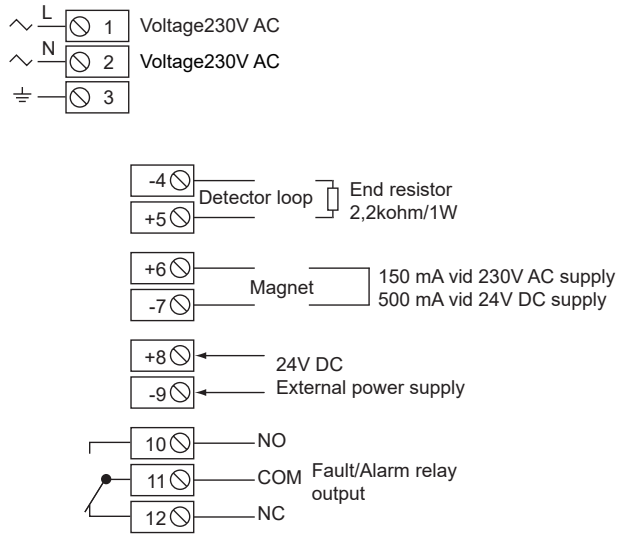 L 1 Voltage230V AC
N 2 Voltage230V AC
3
-4
Detector loop
+5
End resistor
2,2kohm/1W
+6
Magnet
-7
150 mA vid 230V AC supply
500 mA vid 24V DC supply
+8
-9
24V DC
External power supply
10 NO
11 COM
12 NC
Fault/Alarm relay
output